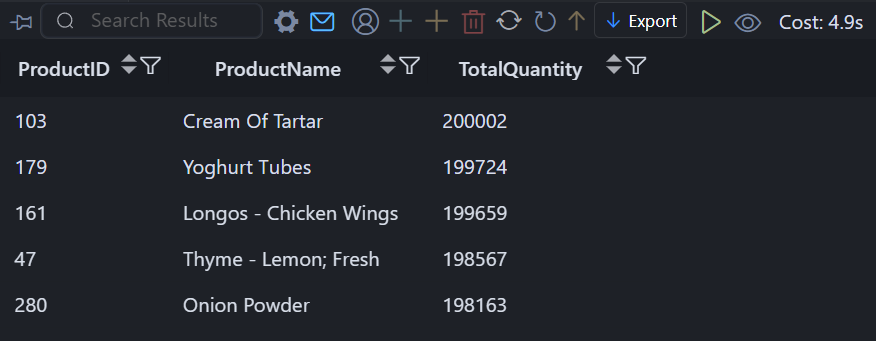 Search Results Export Cost: 4.9s
ProductID ProductName TotalQuantity
103 Cream Of Tartar 200002
179 Yoghurt Tubes 199724
161 Longos - Chicken Wings 199659
47 Thyme - Lemon; Fresh 198567
280 Onion Powder 198163